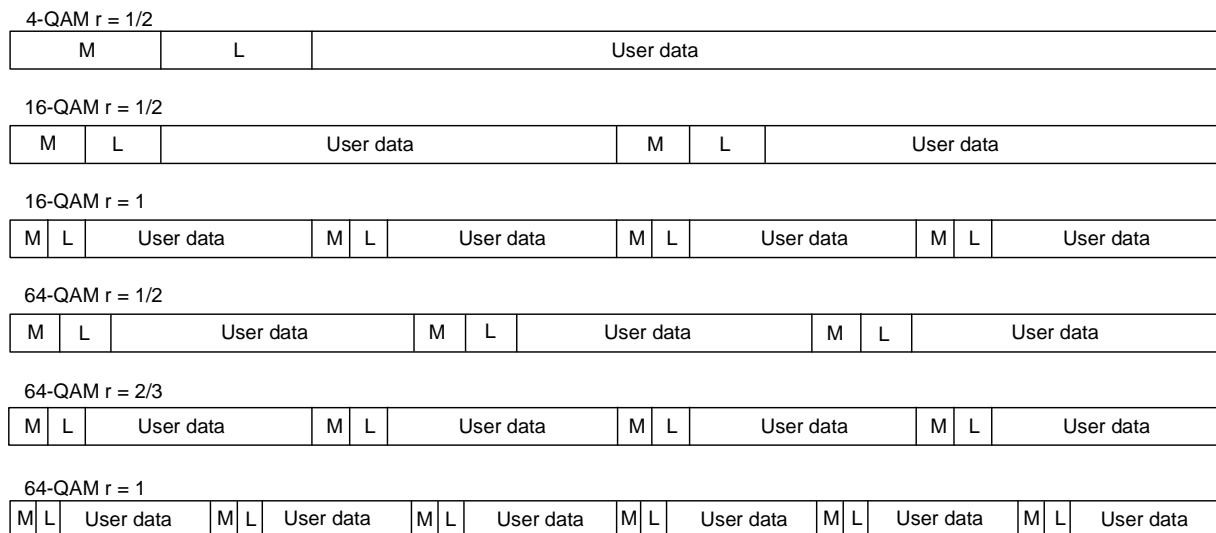 4-QAM r = 1/2
M L User data
16-QAM r = 1/2
M L User data M L User data
16-QAM r = 1
M L User data M L User data M L User data M L User data
64-QAM r = 1/2
M L User data M L User data M L User data
64-QAM r = 2/3
M L User data M L User data M L User data M L User data
64-QAM r = 1
M L User data M L User data M L User data M L User data M L User data M L User data